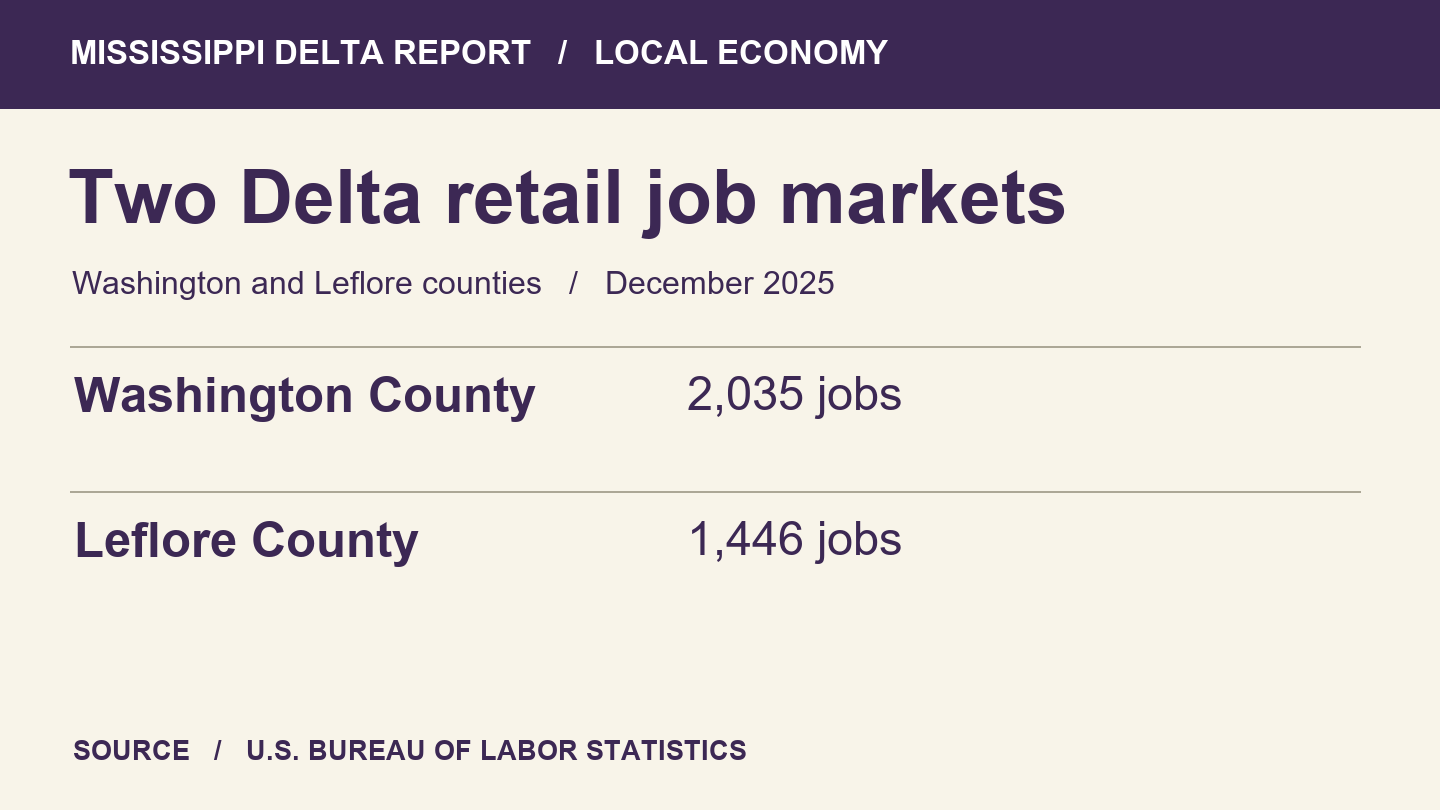 MISSISSIPPI DELTA REPORT / LOCAL ECONOMY
Two Delta retail job markets
Washington and Leflore counties / December 2025
Washington County 2,035 jobs
Leflore County 1,446 jobs
SOURCE / U.S. BUREAU OF LABOR STATISTICS